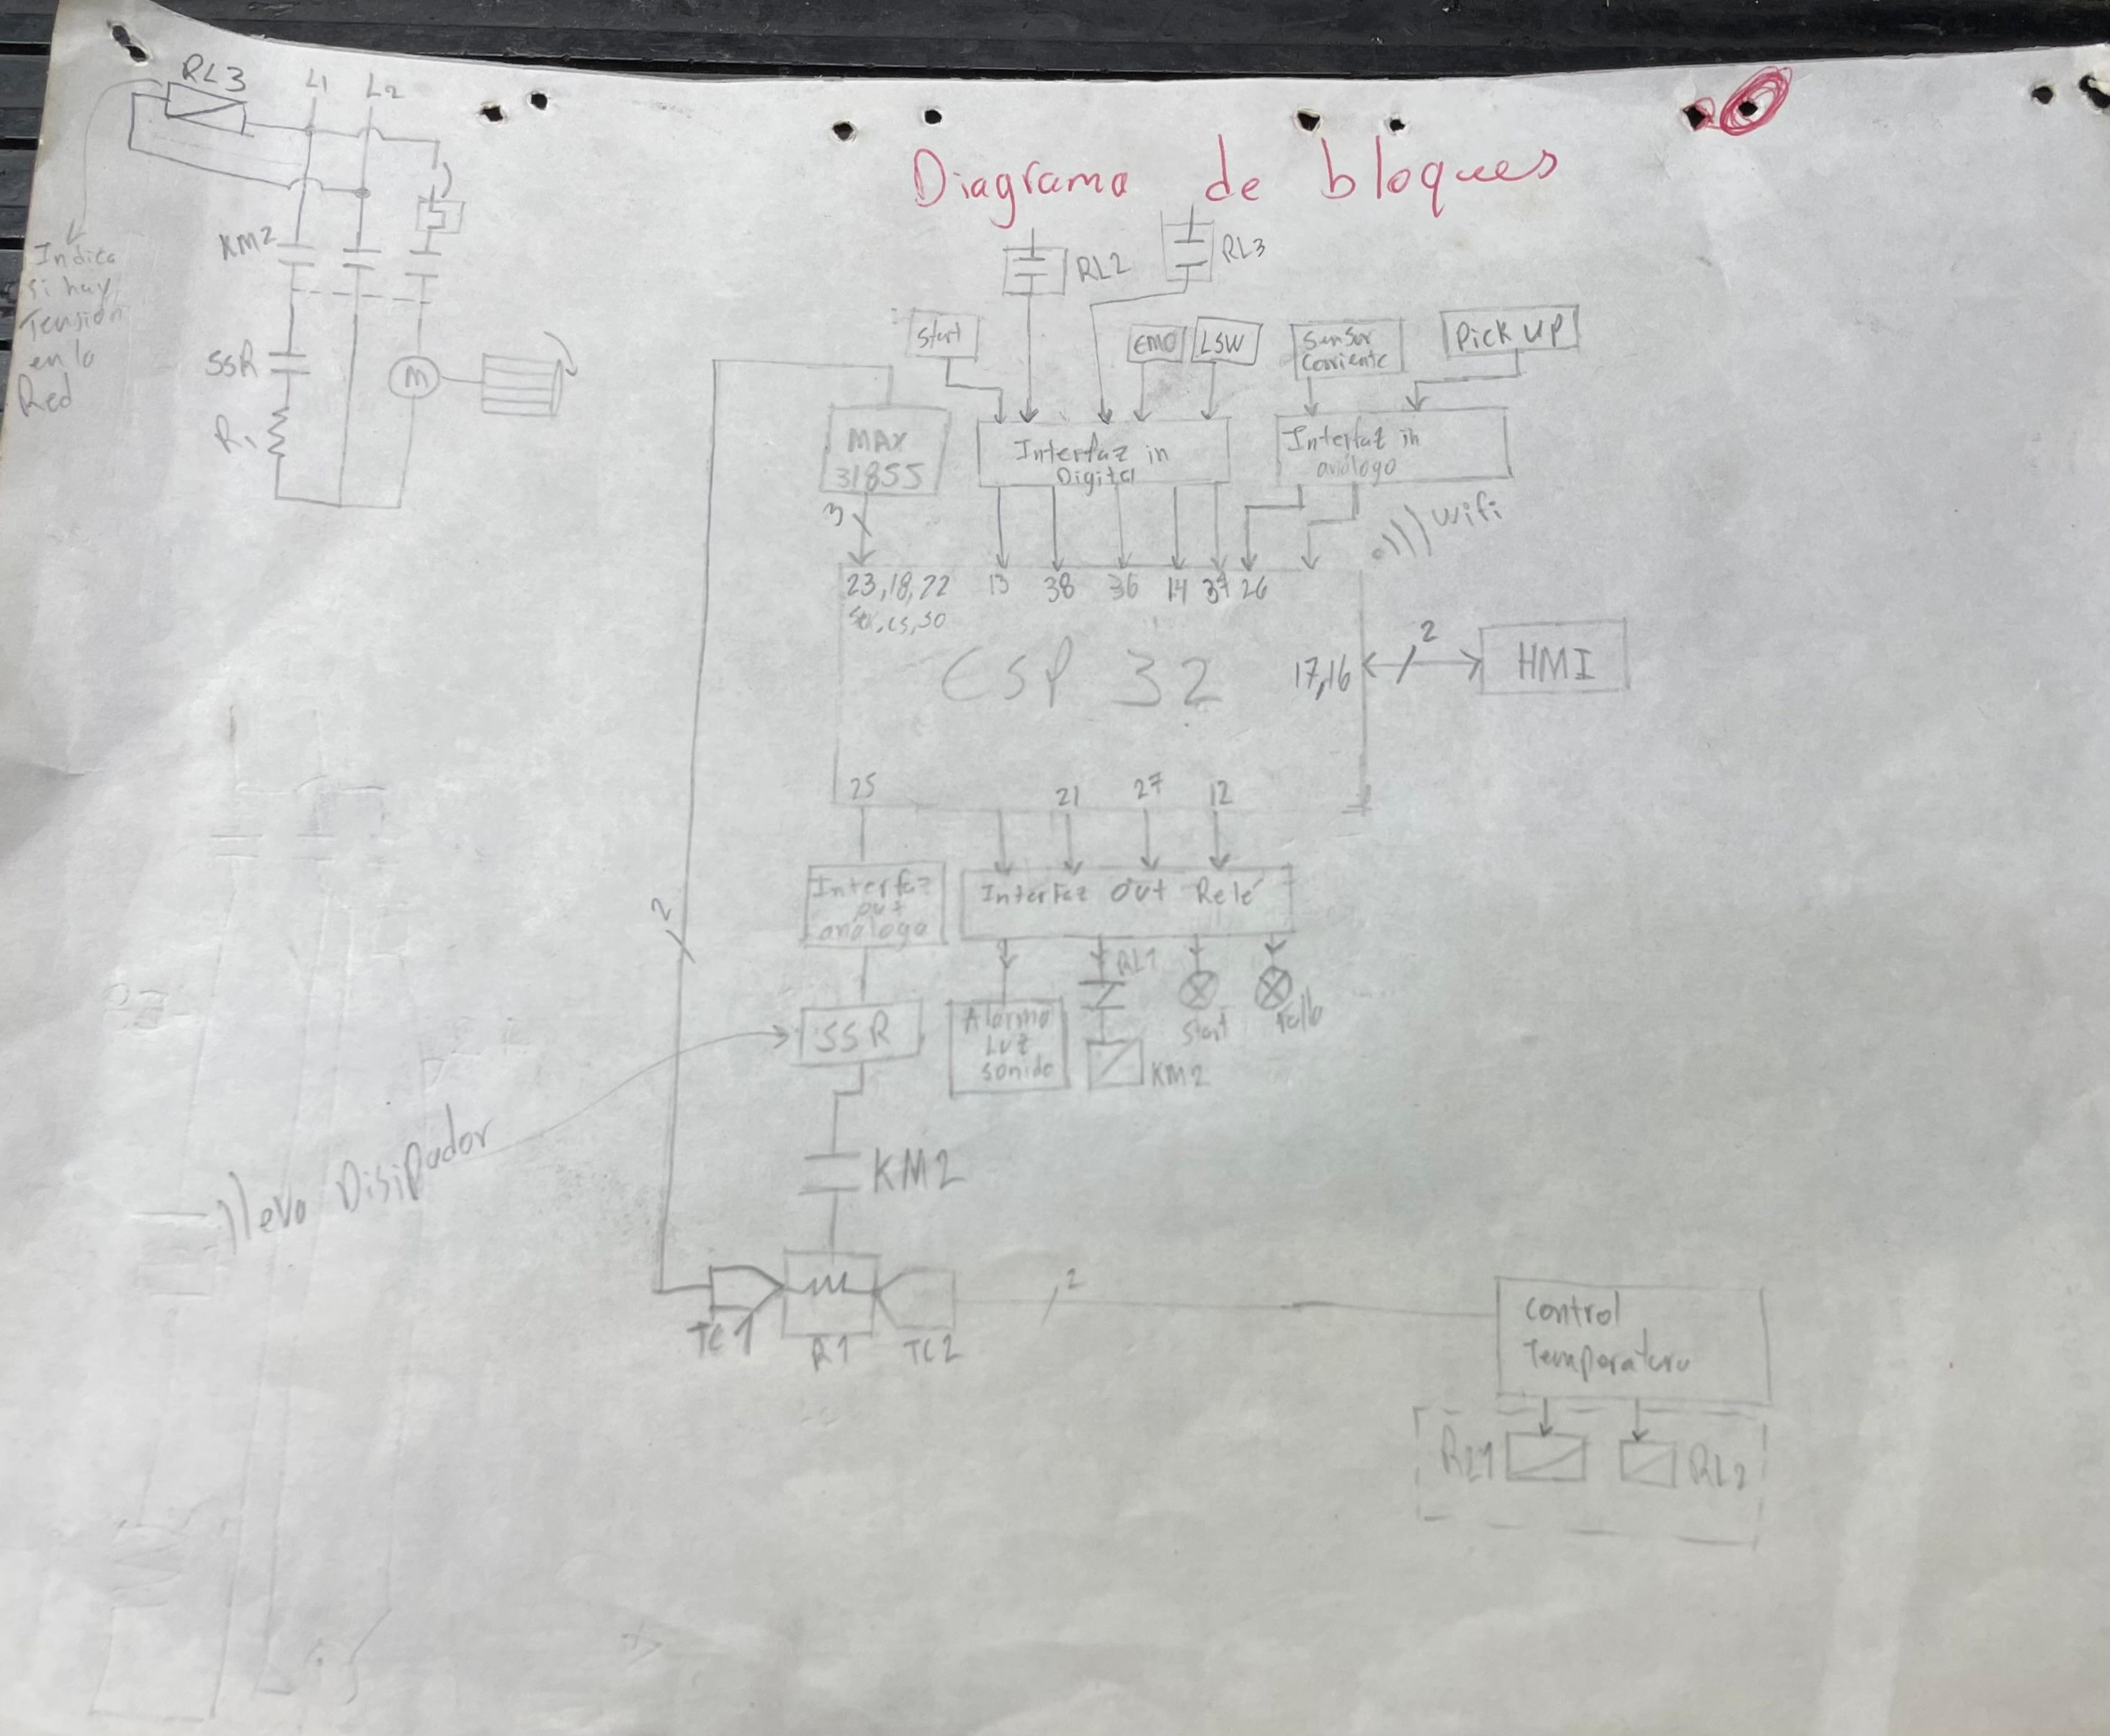 Diagrama de bloques
RL3
L1
L2
Indica
si hay
Tensión
en la
Red
KM2
SSR
R1
M
RL2
RL3
Start
EMO
LSW
Sensor
Corriente
Pick UP
MAX
31855
Interfaz in
Digital
Interfaz in
análogo
3
wifi
23,18,22
13
38
36
14
37
26
CS, SO
ESP 32
17,16
2
HMI
25
21
27
12
Interfaz
out
análogo
Interfaz out Relé
2
RL1
SSR
Alarma
Luz
sonido
Start
Fallo
KM2
lleva Disipador
KM2
TC1
R1
TC2
2
Control
Temperatura
RL1
RL2